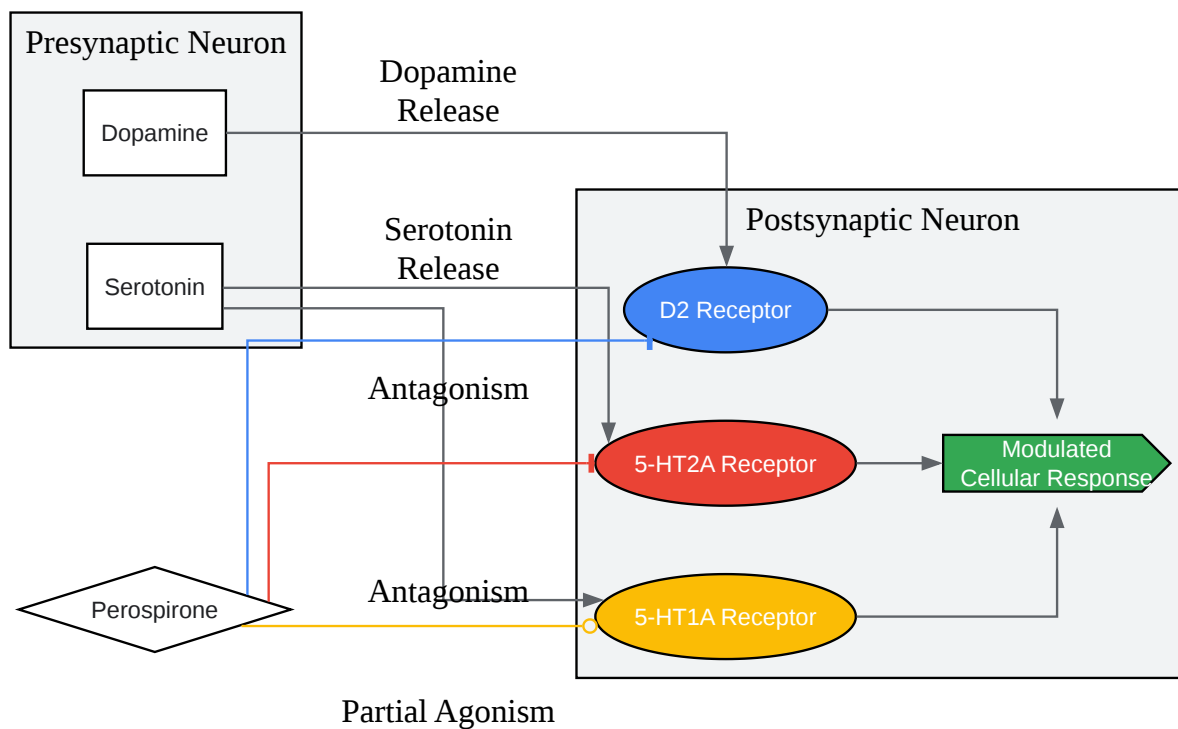 Presynaptic Neuron
Dopamine
Release
Dopamine
Serotonin
Release
Postsynaptic Neuron
Serotonin
D2 Receptor
Antagonism
5-HT2A Receptor
Modulated
Cellular Response
Antagonism
Perospirone
5-HT1A Receptor
Partial Agonism